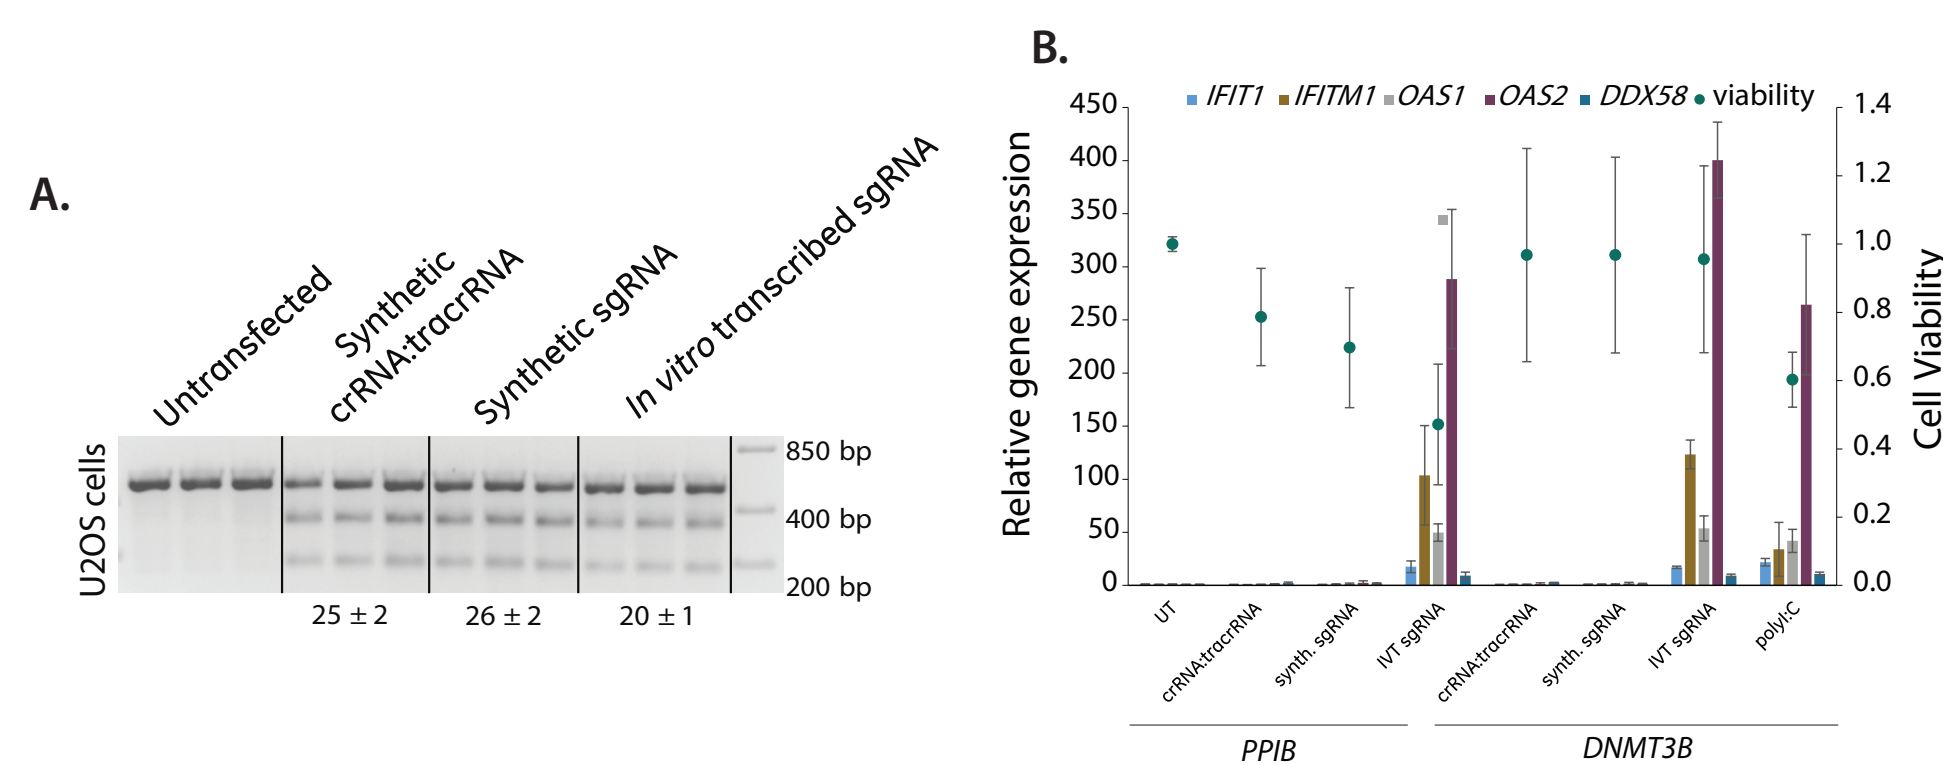 A.
Untransfected
Synthetic
crRNA:tracrRNA
Synthetic sgRNA
In vitro transcribed sgRNA
U2OS cells
850 bp
400 bp
200 bp
25 ± 2
26 ± 2
20 ± 1
B.
IFIT1 IFITM1 OAS1 OAS2 DDX58 viability
Relative gene expression
450
400
350
300
250
200
150
100
50
0
1.4
1.2
1.0
0.8
0.6
0.4
0.2
0.0
Cell Viability
UT
crRNA:tracrRNA
synth. sgRNA
IVT sgRNA
crRNA:tracrRNA
synth. sgRNA
IVT sgRNA
polyI:C
PPIB
DNMT3B